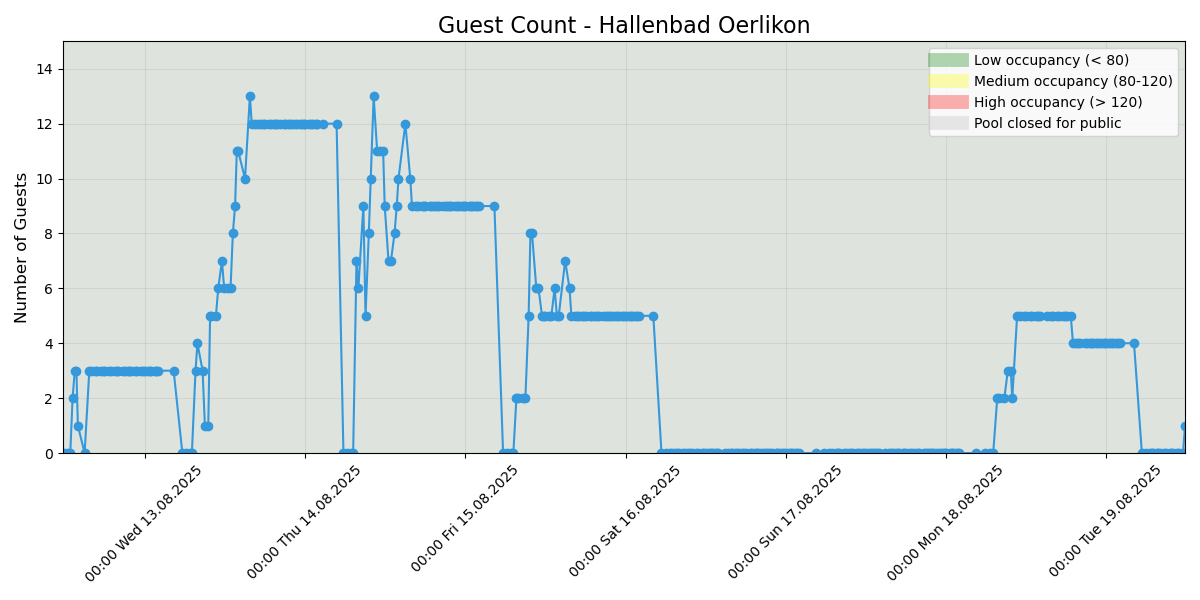 Guest Count - Hallenbad Oerlikon
Low occupancy (< 80)
Medium occupancy (80-120)
High occupancy (> 120)
Pool closed for public
Number of Guests
14
12
10
8
6
4
2
0
00:00 Wed 13.08.2025
00:00 Thu 14.08.2025
00:00 Fri 15.08.2025
00:00 Sat 16.08.2025
00:00 Sun 17.08.2025
00:00 Mon 18.08.2025
00:00 Tue 19.08.2025